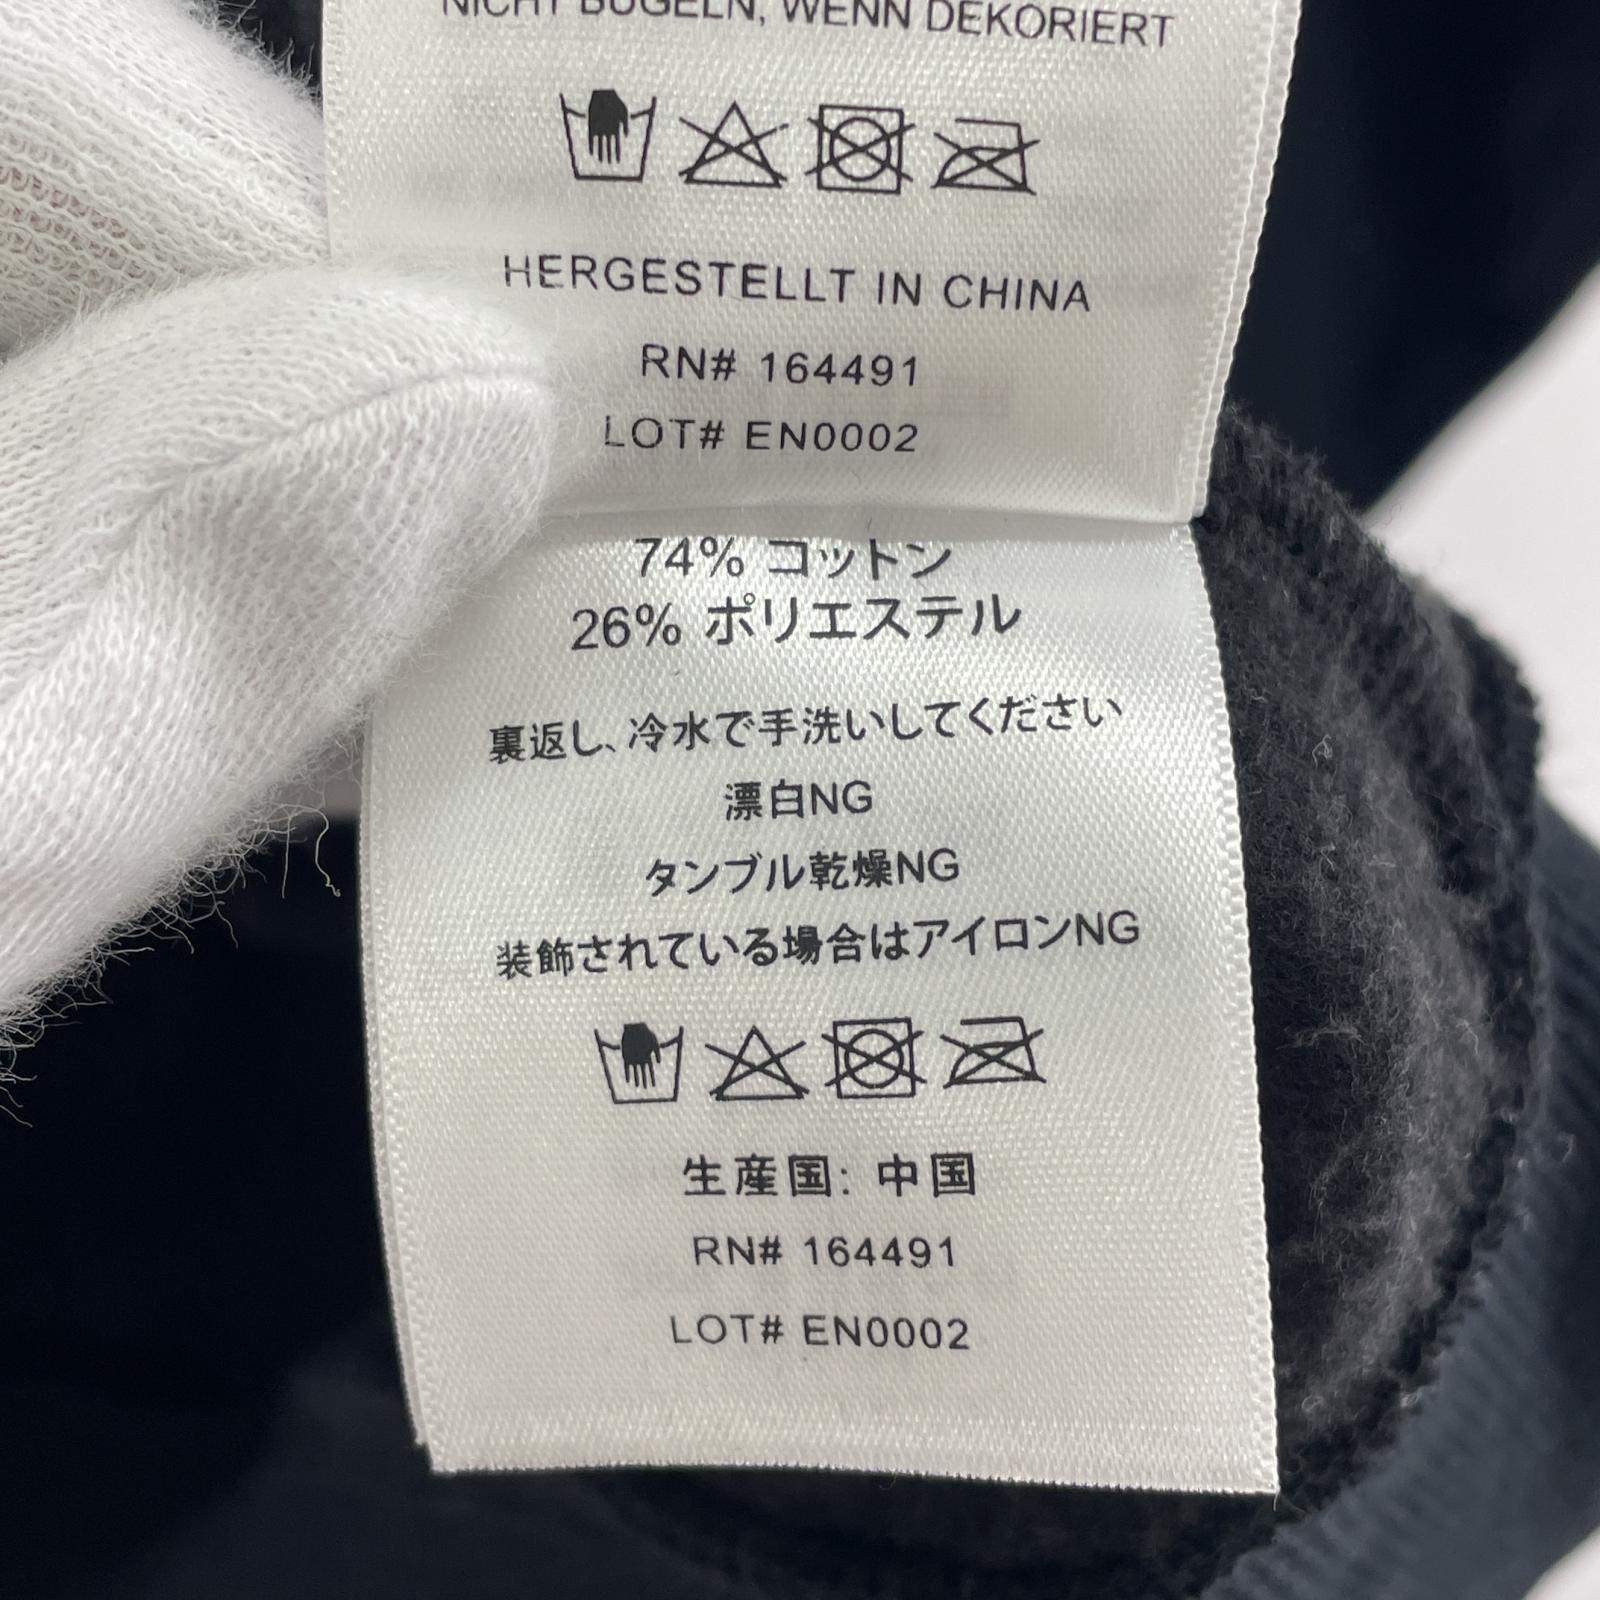 NICHT BÜGELN, WENN DEKORIERT
HERGESTELLT IN CHINA
RN# 164491
LOT# EN0002
74% コットン
26% ポリエステル
裏返し、冷水で手洗いしてください
漂白NG
タンブル乾燥NG
装飾されている場合はアイロンNG
生産国: 中国
RN# 164491
LOT# EN0002